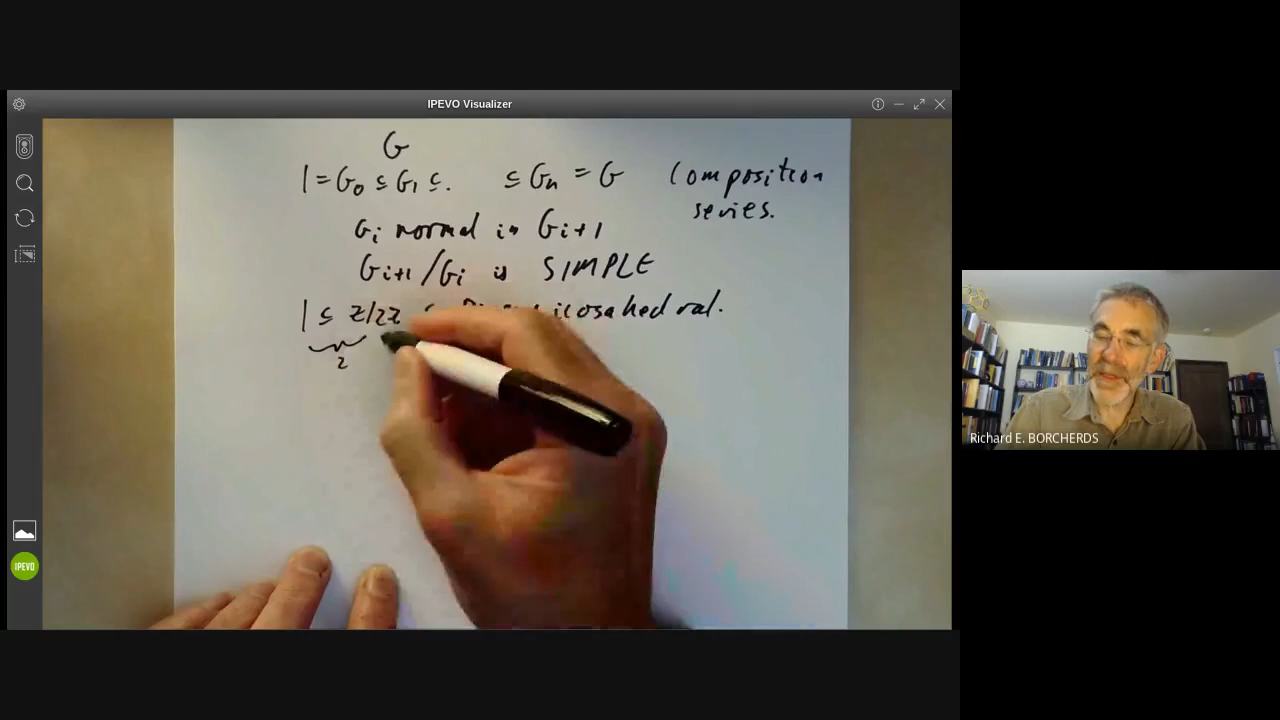 IPEVO Visualizer
G
1 = G₀ ⊆ G₁ ⊆ . ⊆ Gₙ = G composition
series.
Gᵢ normal in Gᵢ₊₁
Gᵢ₊₁/Gᵢ is SIMPLE
1 ⊆ Z/2Z ⊆ icosahedral.
2
Richard E. BORCHERDS
IPEVO